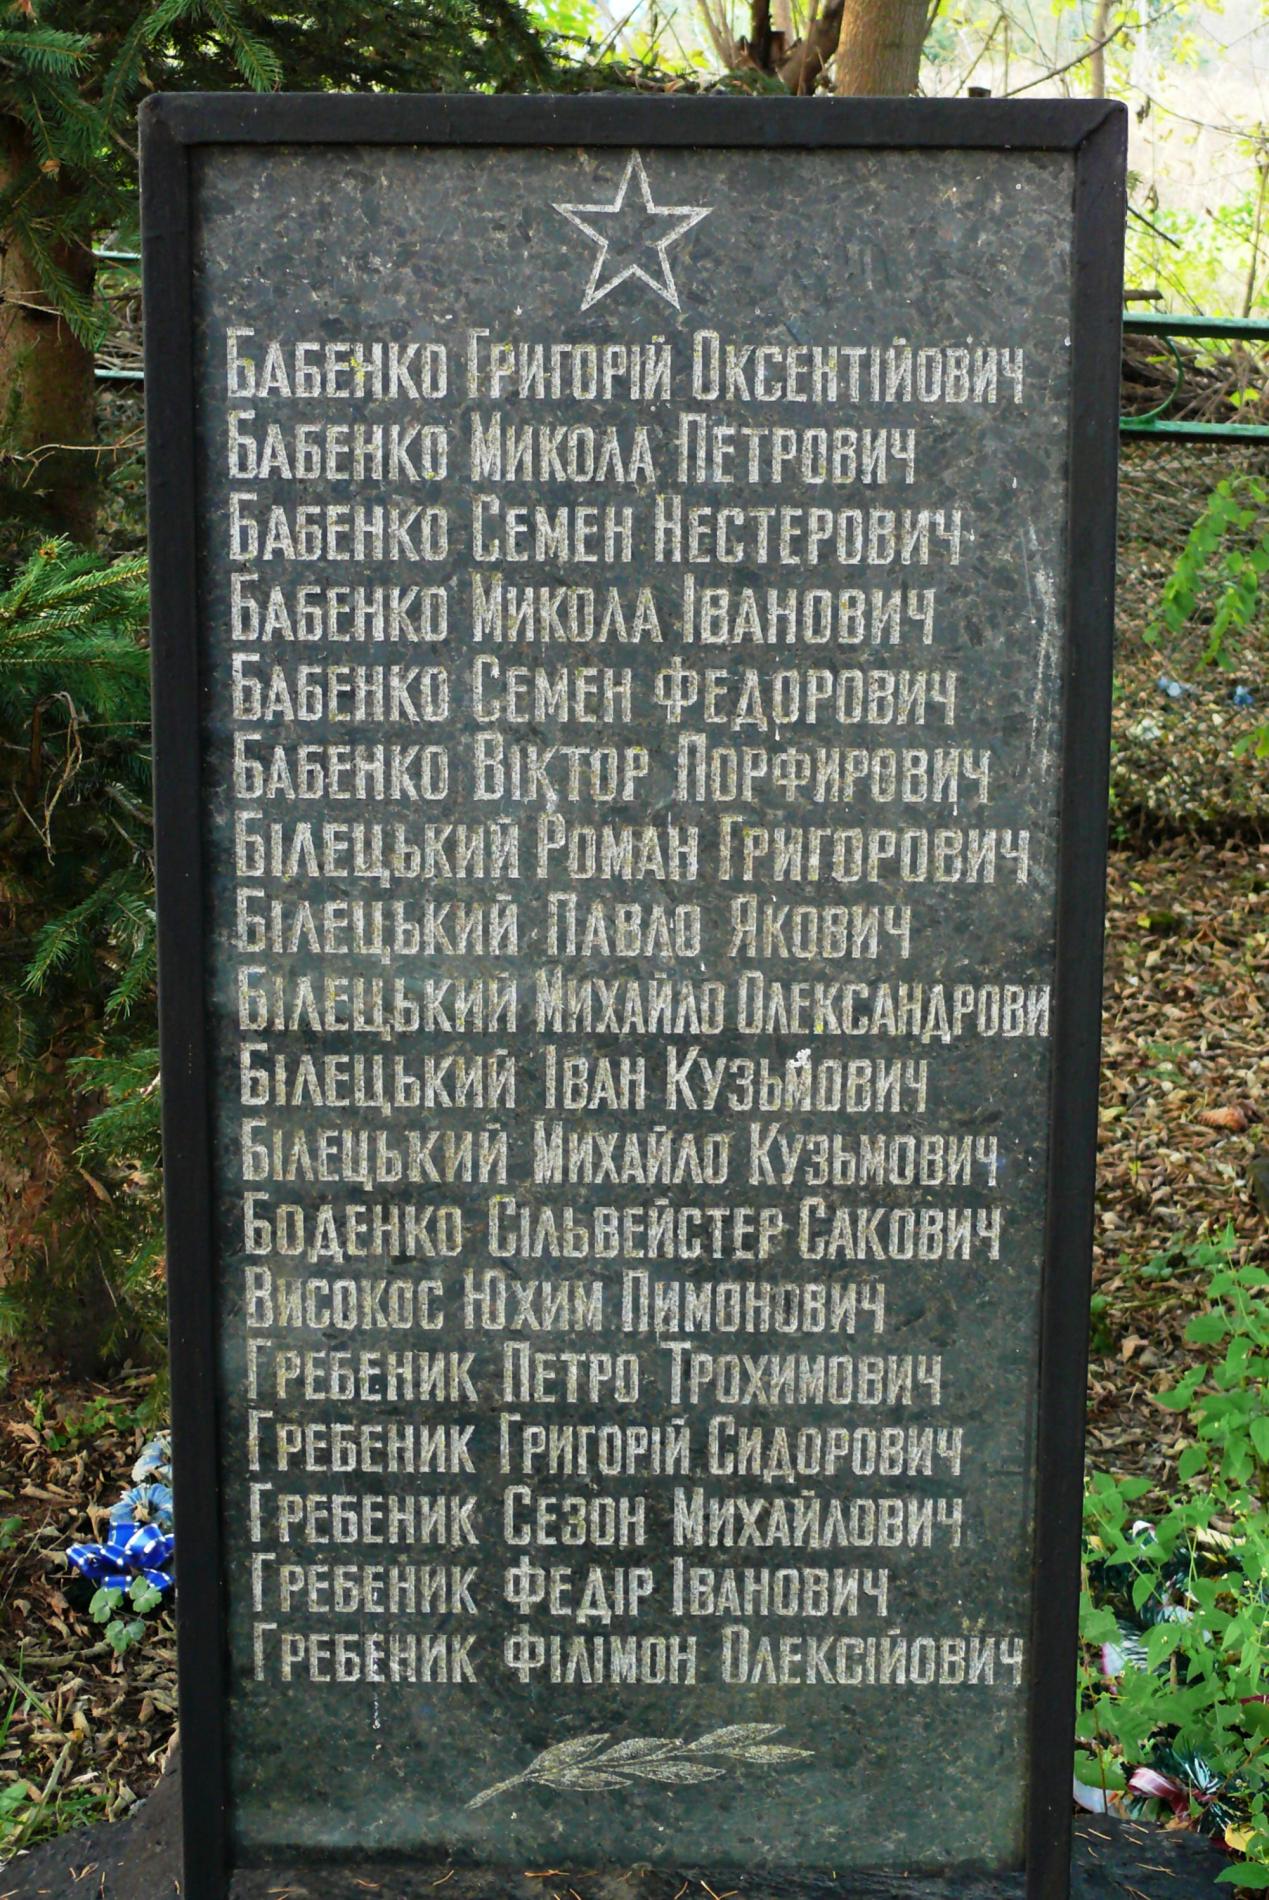 Бабенко Григорій Оксентійович
Бабенко Микола Петрович
Бабенко Семен Нестерович
Бабенко Микола Іванович
Бабенко Семен Федорович
Бабенко Віктор Порфирович
Білецький Роман Григорович
Білецький Павло Якович
Білецький Михайло Олександрови
Білецький Іван Кузьмович
Білецький Михайло Кузьмович
Боденко Сільвейстер Сакович
Високос Юхим Пимонович
Гребеник Петро Трохимович
Гребеник Григорій Сидорович
Гребеник Сезон Михайлович
Гребеник Федір Іванович
Гребеник Філімон Олексійович